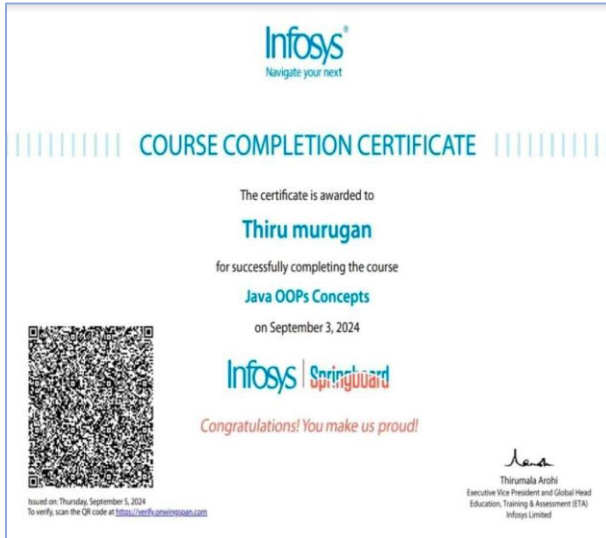 Infosys®
Navigate your next
COURSE COMPLETION CERTIFICATE
The certificate is awarded to
Thiru murugan
for successfully completing the course
Java OOPs Concepts
on September 3, 2024
Infosys | Springboard
Congratulations! You make us proud!
Issued on: Thursday, September 5, 2024
To verify, scan the QR code at https://verify.onwingspan.com
Thirumala Arohi
Executive Vice President and Global Head
Education, Training & Assessment (ETA)
Infosys Limited